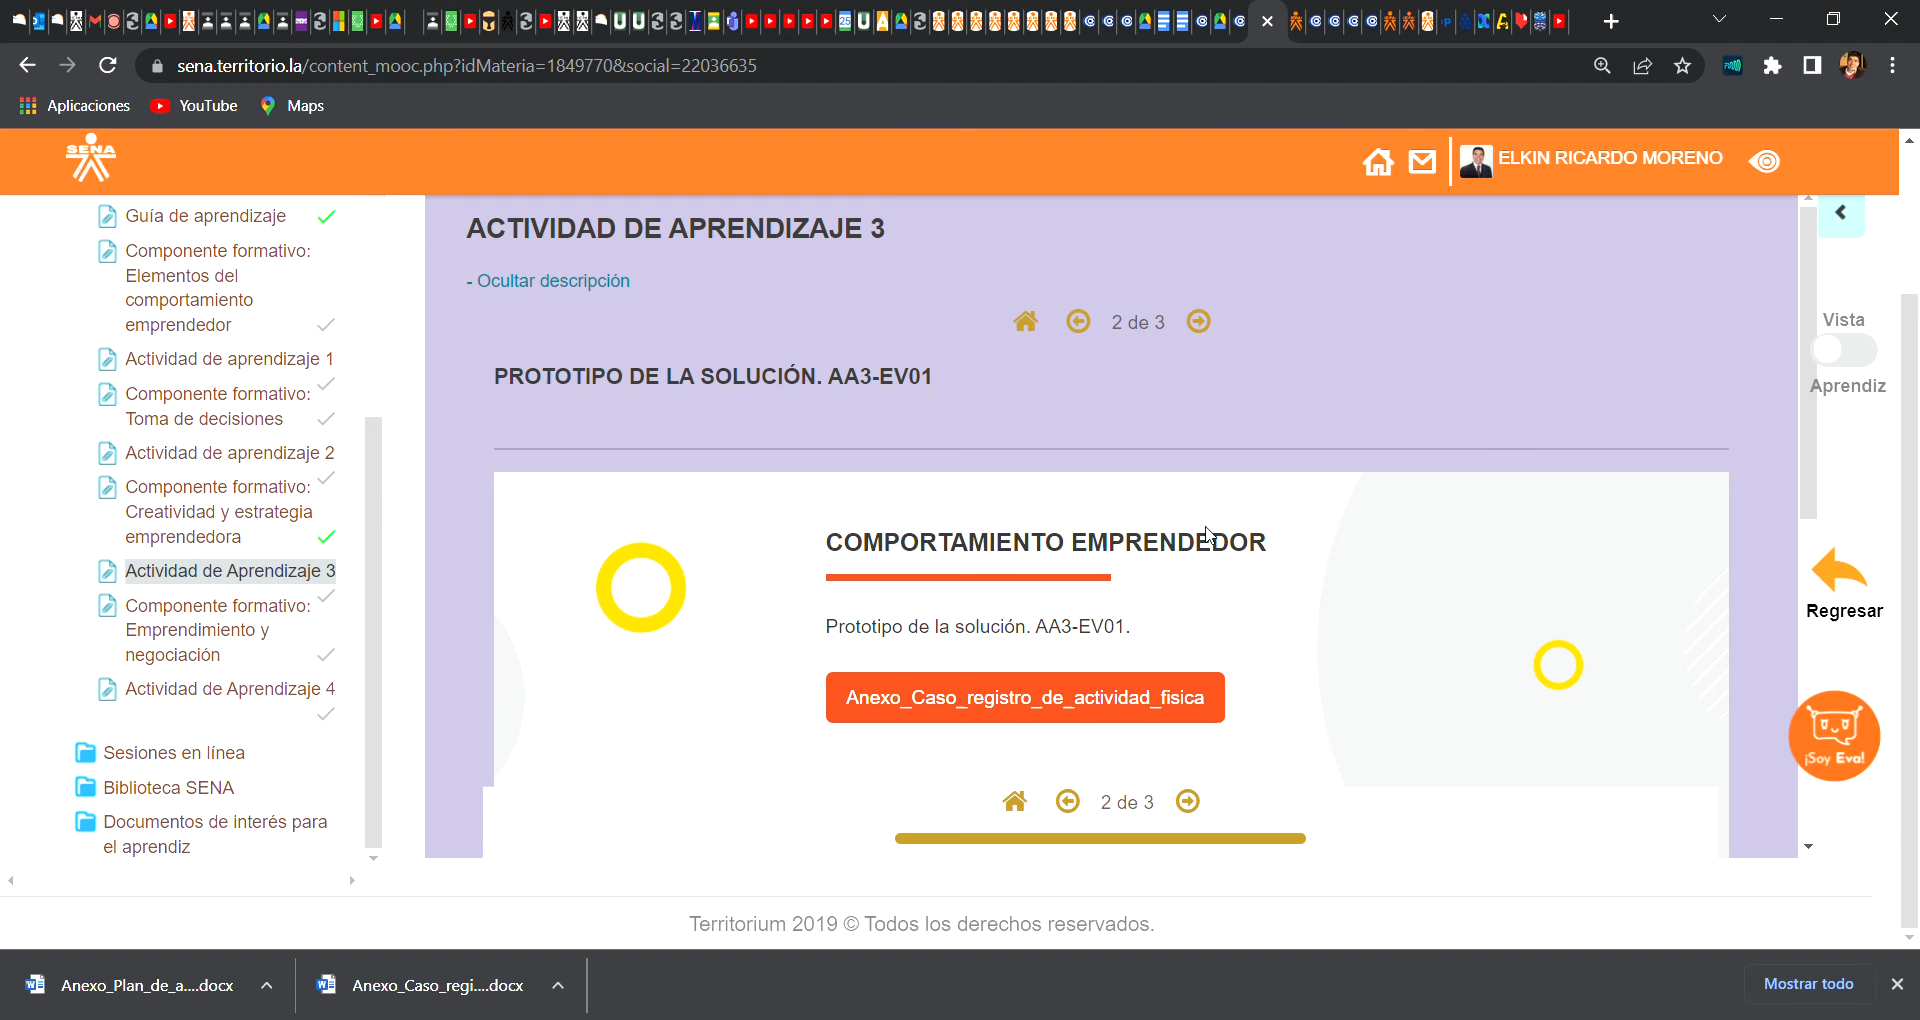 sena.territorio.la/content_mooc.php?idMateria=1849770&social=22036635
Aplicaciones
YouTube
Maps
SENA
ELKIN RICARDO MORENO
Guía de aprendizaje
Componente formativo:
Elementos del
comportamiento
emprendedor
Actividad de aprendizaje 1
Componente formativo:
Toma de decisiones
Actividad de aprendizaje 2
Componente formativo:
Creatividad y estrategia
emprendedora
Actividad de Aprendizaje 3
Componente formativo:
Emprendimiento y
negociación
Actividad de Aprendizaje 4
Sesiones en línea
Biblioteca SENA
Documentos de interés para
el aprendiz
ACTIVIDAD DE APRENDIZAJE 3
- Ocultar descripción
2 de 3
PROTOTIPO DE LA SOLUCIÓN. AA3-EV01
COMPORTAMIENTO EMPRENDEDOR
Prototipo de la solución. AA3-EV01.
Anexo_Caso_registro_de_actividad_fisica
2 de 3
Vista
Aprendiz
Regresar
¡Soy Eva!
Territorium 2019 © Todos los derechos reservados.
Anexo_Plan_de_a....docx
Anexo_Caso_regi....docx
Mostrar todo